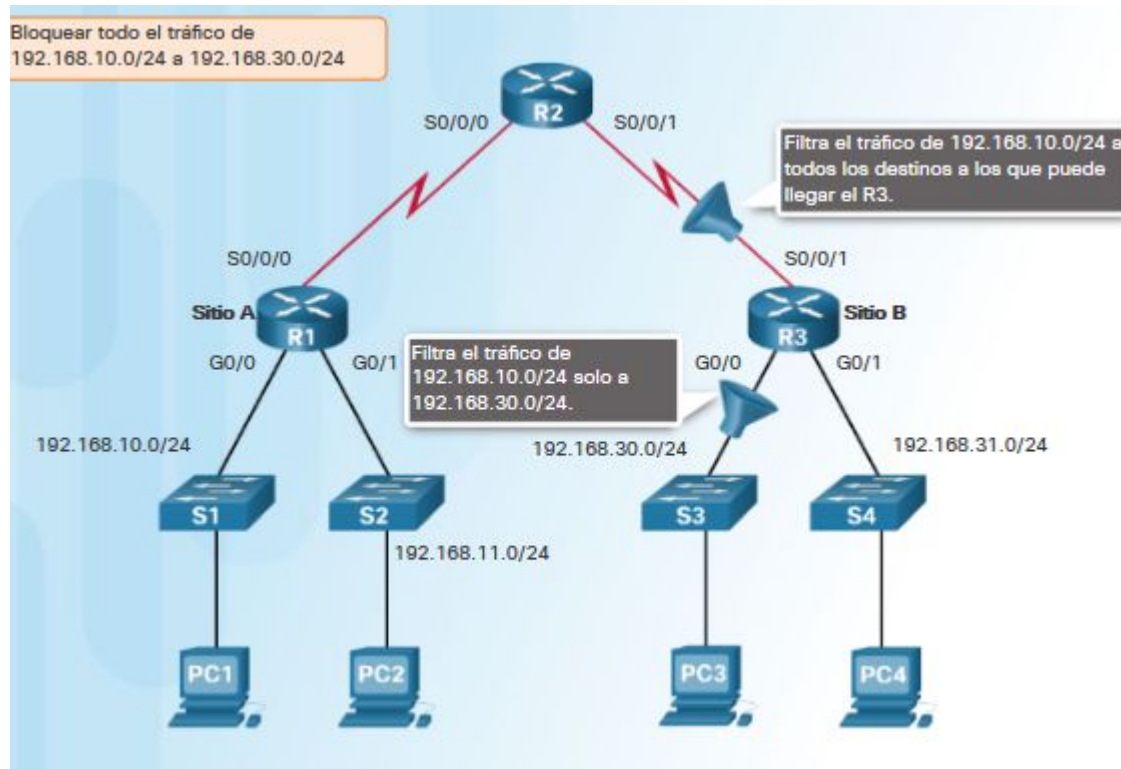 Bloquear todo el tráfico de
192.168.10.0/24 a 192.168.30.0/24
R2
S0/0/0
S0/0/1
Filtra el tráfico de 192.168.10.0/24 a
todos los destinos a los que puede
llegar el R3.
S0/0/0
S0/0/1
Sitio A
R1
R3
Sitio B
G0/0
G0/1
Filtra el tráfico de
192.168.10.0/24 solo a
192.168.30.0/24.
G0/0
G0/1
192.168.10.0/24
192.168.30.0/24
192.168.31.0/24
S1
S2
S3
S4
192.168.11.0/24
PC1
PC2
PC3
PC4